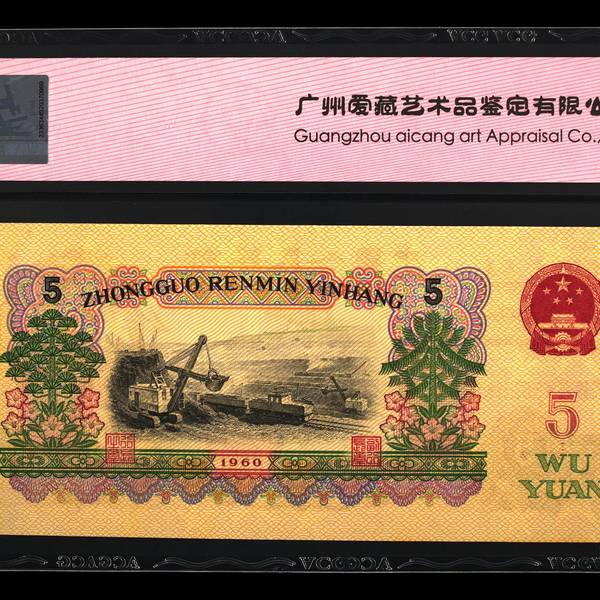 广州爱藏艺术品鉴定有限公
Guangzhou aicang art Appraisal Co.,
5 ZHONGGUO RENMIN YINHANG 5
1960
5
WU
YUAN